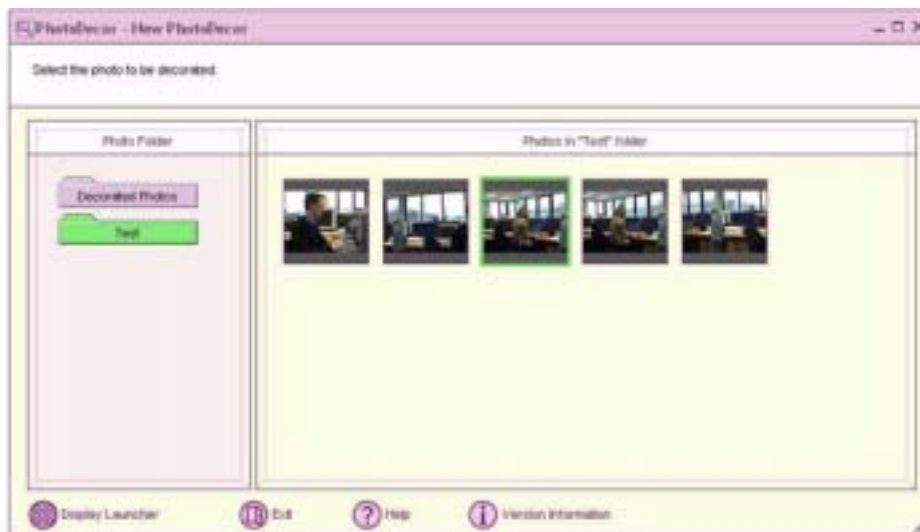 PhotoDecor - New PhotoDecor
Select the photo to be decorated.
Photo Folder
Photos in "Test" folder
Decorated Photos
Test
Display Launcher
Exit
Help
Version Information